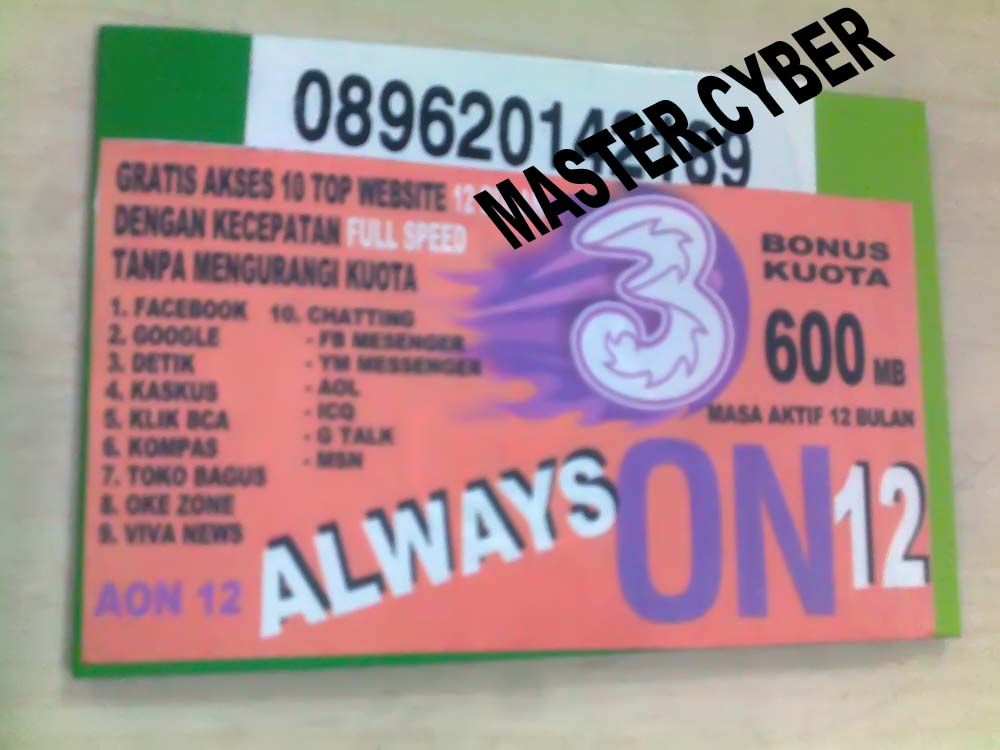 MASTER.CYBER
GRATIS AKSES 10 TOP WEBSITE 12
DENGAN KECEPATAN FULL SPEED
TANPA MENGURANGI KUOTA
1. FACEBOOK
2. GOOGLE
3. DETIK
4. KASKUS
5. KLIK BCA
6. KOMPAS
7. TOKO BAGUS
8. OKE ZONE
9. VIVA NEWS
10. CHATTING
- FB MESENGER
- YM MESSENGER
- AOL
- ICQ
- G TALK
- MSN
3
BONUS
KUOTA
600 MB
MASA AKTIF 12 BULAN
AON 12
ALWAYS ON 12